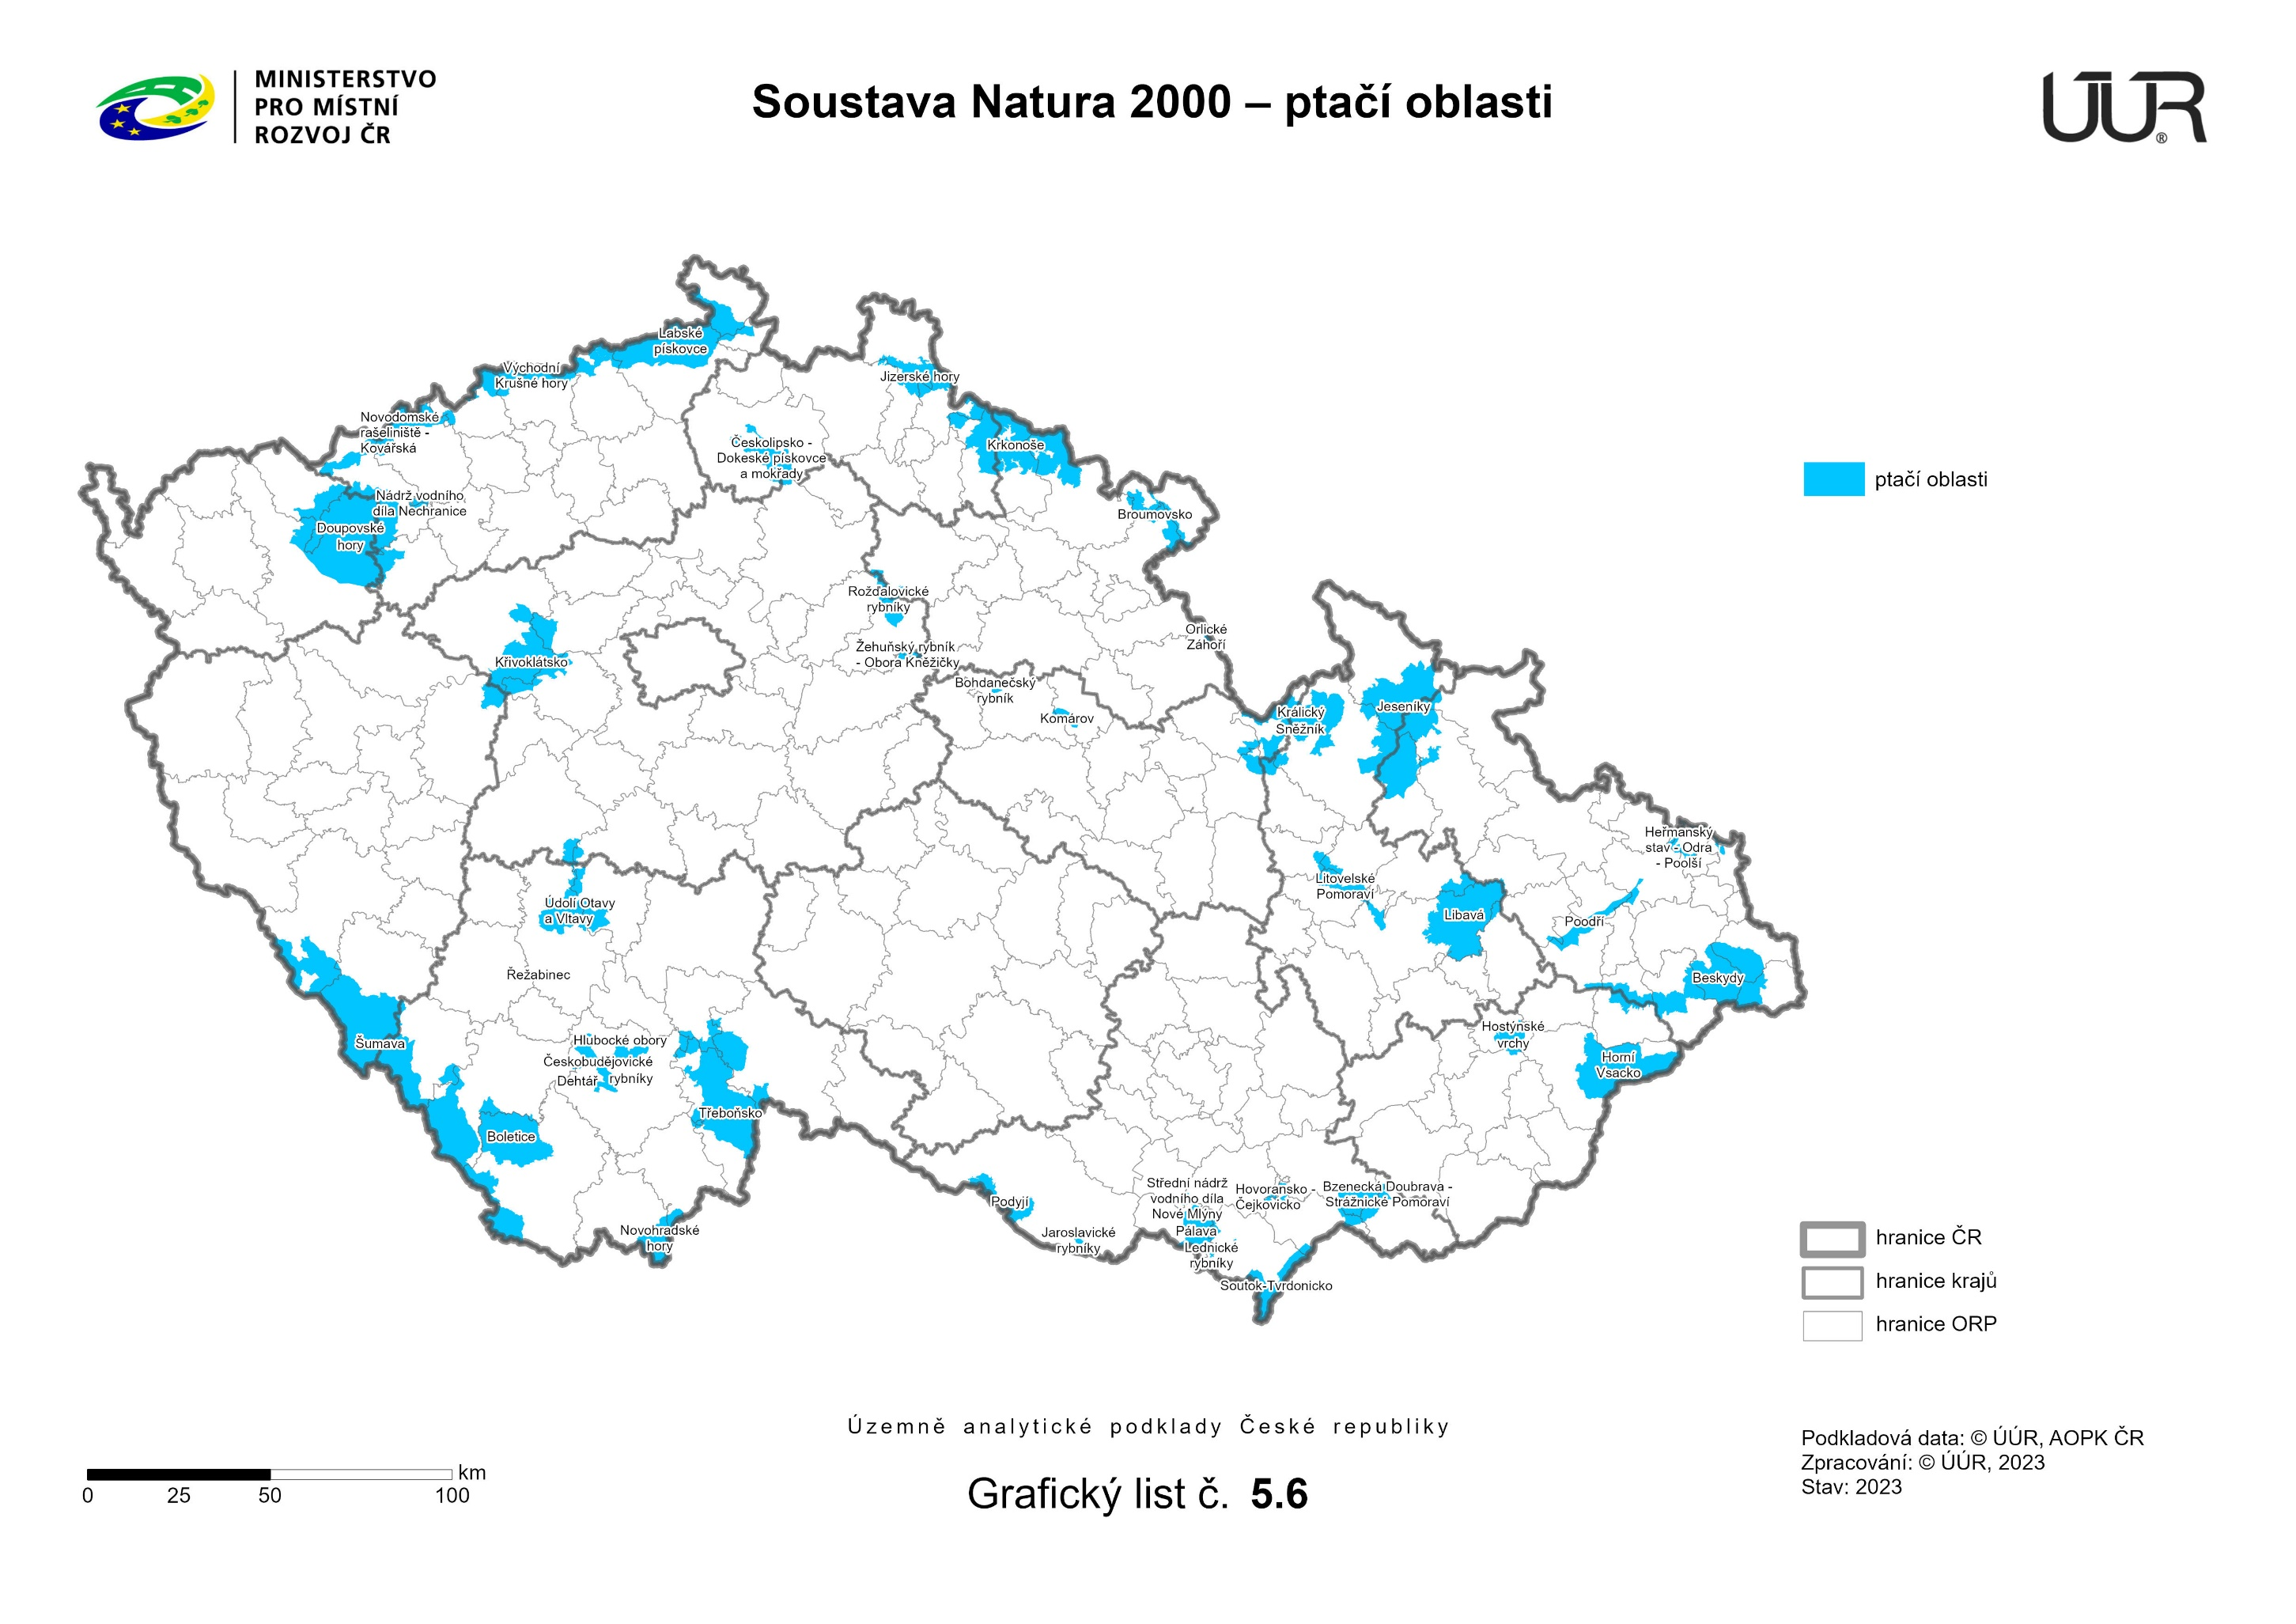 MINISTERSTVO
PRO MÍSTNÍ
ROZVOJ ČR
Soustava Natura 2000 – ptačí oblasti
ÚÚR®
Labské
pískovce
Východní
Krušné hory
Jizerské hory
Novodomské
rašeliniště -
Kovářská
Českolipsko -
Dokeské pískovce
a mokřady
Krkonoše
Nádrž vodního
díla Nechranice
Doupovské
hory
Broumovsko
Rožďalovické
rybníky
Orlické
Záhoří
Žehuňský rybník
- Obora Kněžičky
Křivoklátsko
Bohdanečský
rybník
Komárov
Králický
Sněžník
Jeseníky
Heřmanský
stav - Odra
- Poolší
Litovelské
Pomoraví
Údolí Otavy
a Vltavy
Libavá
Poodří
Řežabinec
Beskydy
Hostýnské
vrchy
Šumava
Hlubocké obory
Českobudějovické
rybníky
Dehtář
Horní
Vsacko
Třeboňsko
Boletice
Střední nádrž
vodního díla
Nové Mlýny
Hovoransko -
Čejkovicko
Bzenecká Doubrava -
Strážnické Pomoraví
Podyjí
Novohradské
hory
Jaroslavické
rybníky
Pálava
Lednické
rybníky
Soutok-Tvrdonicko
ptačí oblasti
hranice ČR
hranice krajů
hranice ORP
Územně analytické podklady České republiky
Grafický list č. 5.6
km
0 25 50 100
Podkladová data: © ÚÚR, AOPK ČR
Zpracování: © ÚÚR, 2023
Stav: 2023